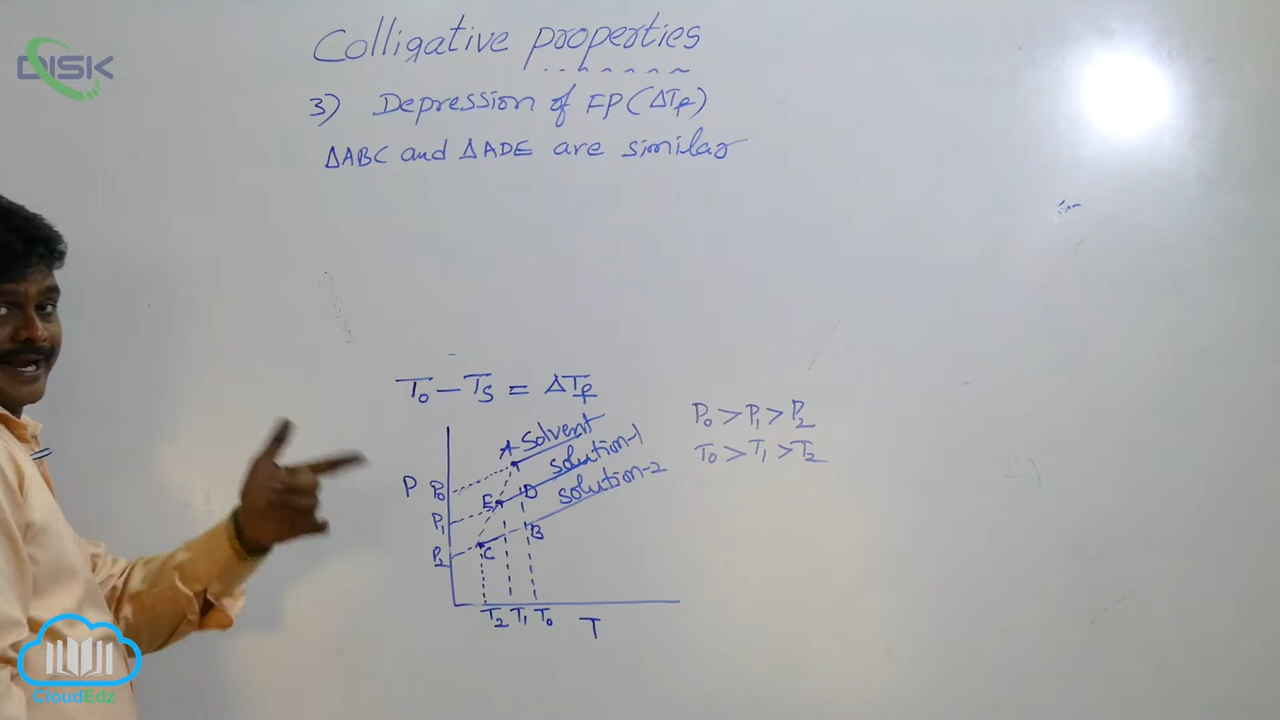 DISK
Colligative properties
3) Depression of FP (ΔTf)
ΔABC and ΔADE are similar
T₀ - Tₛ = ΔTf
P₀ > P₁ > P₂
T₀ > T₁ > T₂
A Solvent
solution-1
solution-2
P P₀
E D
P₁
B
P₂ C
T₂ T₁ T₀
T
CloudEdz